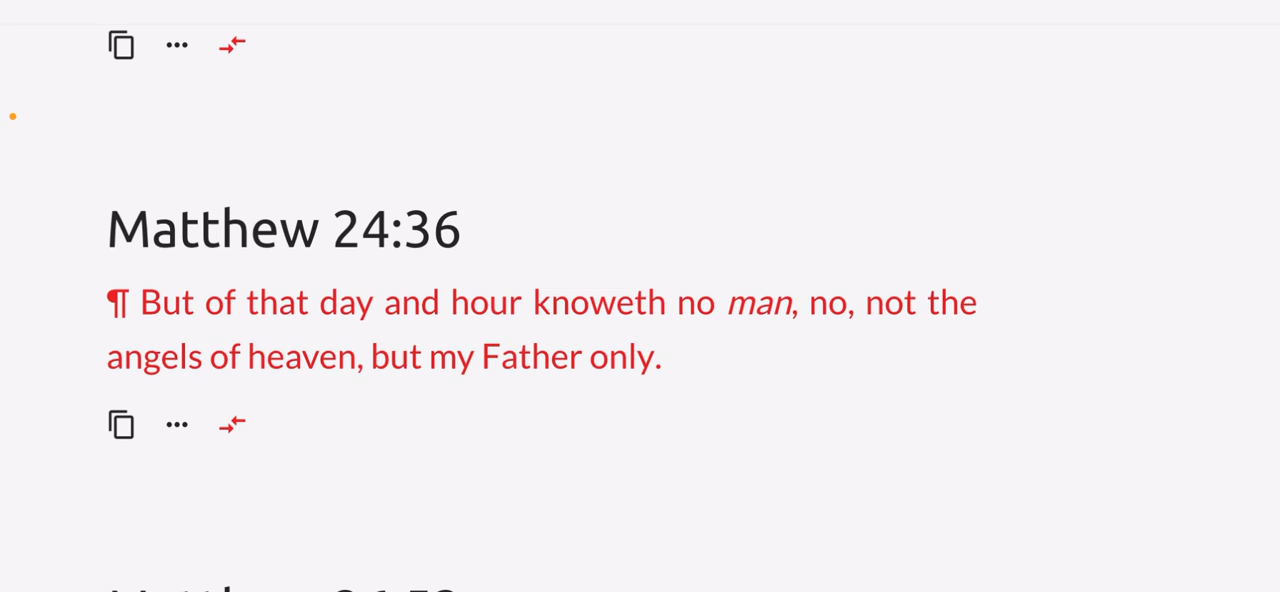 Matthew 24:36
¶ But of that day and hour knoweth no man, no, not the
angels of heaven, but my Father only.